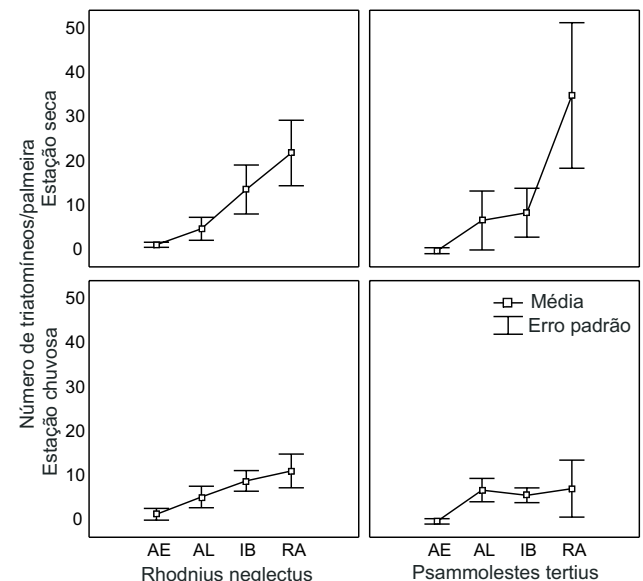 Número de triatomíneos/palmeira
Estação seca
Estação chuvosa
50
40
30
20
10
0
50
40
30
20
10
0
Média
Erro padrão
AE AL IB RA
AE AL IB RA
Rhodnius neglectus
Psammolestes tertius